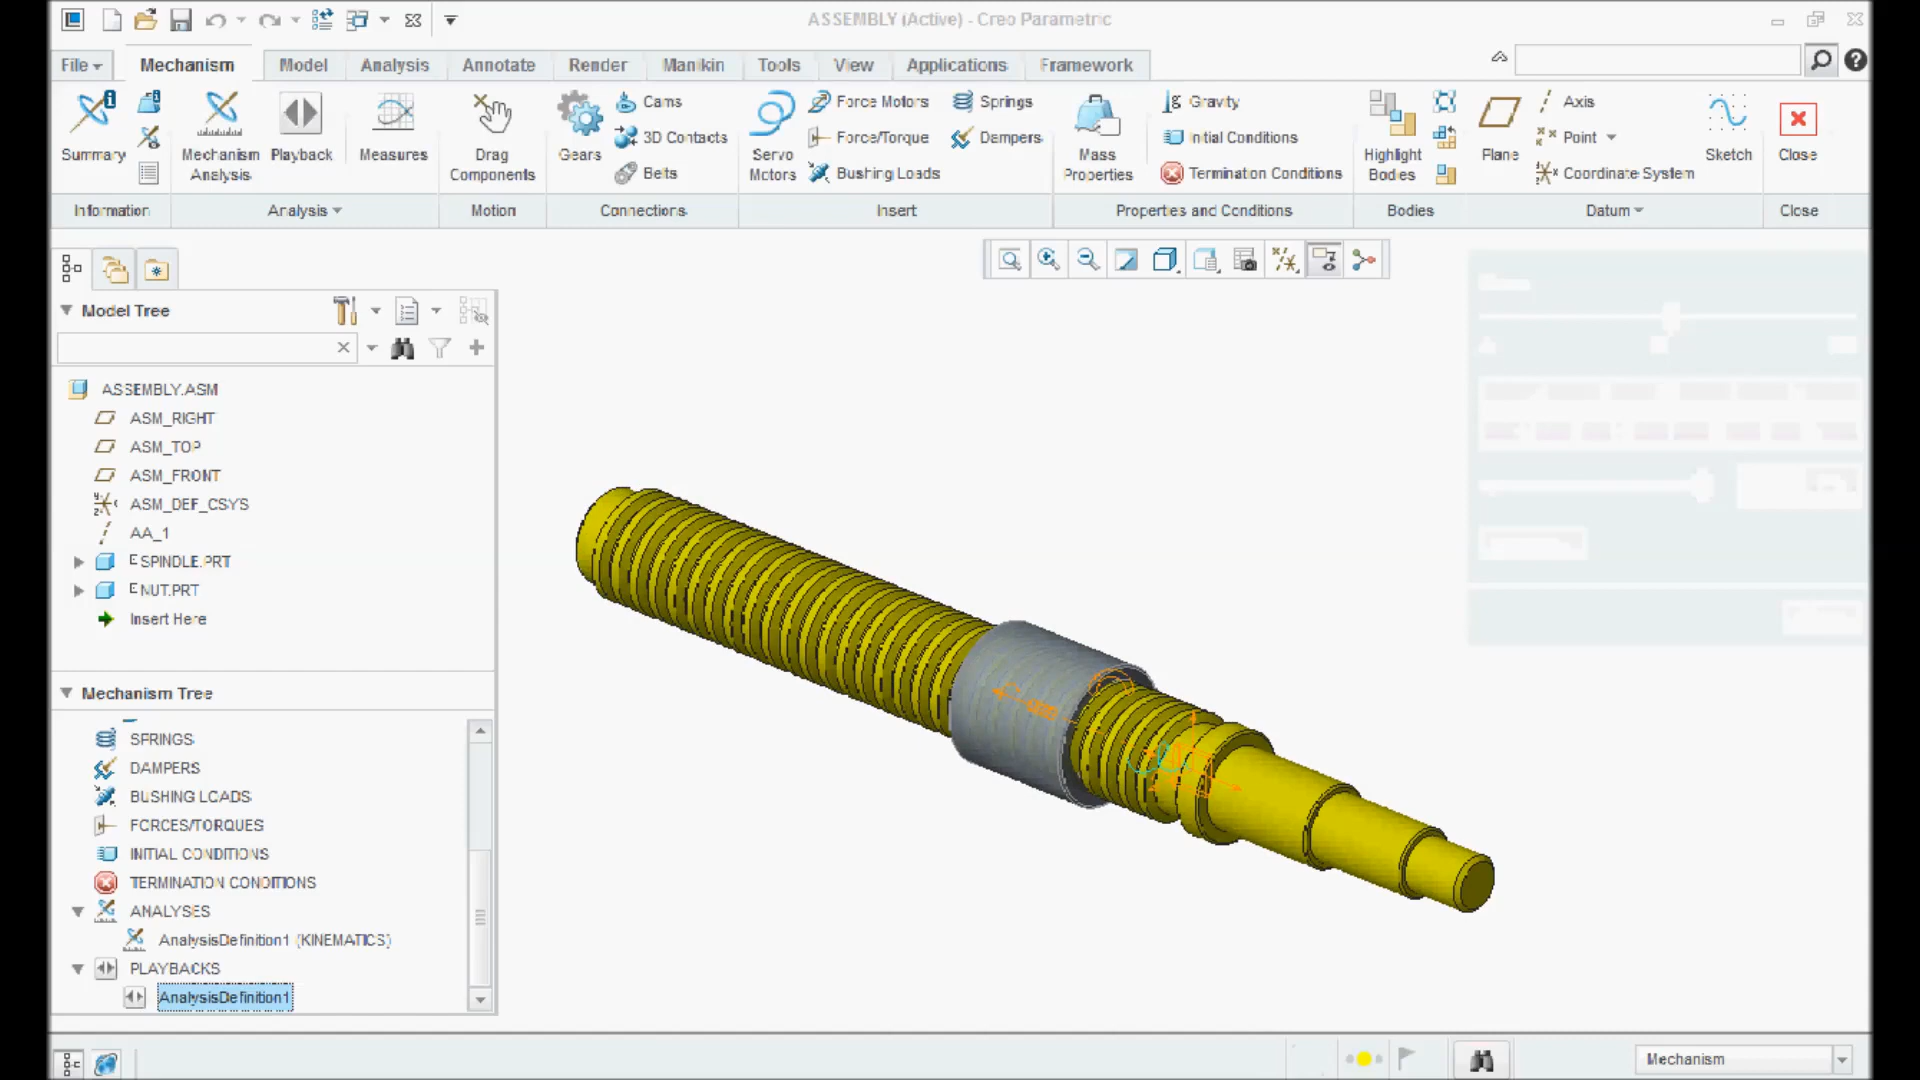 ASSEMBLY (Active) - Creo Parametric
File Mechanism Model Analysis Annotate Render Manikin Tools View Applications Framework
Summary
Mechanism Analysis
Playback
Measures
Drag Components
Gears
Cams
3D Contacts
Belts
Servo Motors
Force Motors
Force/Torque
Bushing Loads
Springs
Dampers
Mass Properties
Gravity
Initial Conditions
Termination Conditions
Highlight Bodies
Plane
Axis
Point
Coordinate System
Sketch
Close
Information Analysis Motion Connections Insert Properties and Conditions Bodies Datum Close
Model Tree
ASSEMBLY.ASM
ASM_RIGHT
ASM_TOP
ASM_FRONT
ASM_DEF_CSYS
AA_1
SPINDLE.PRT
NUT.PRT
Insert Here
Mechanism Tree
SPRINGS
DAMPERS
BUSHING LOADS
FORCES/TORQUES
INITIAL CONDITIONS
TERMINATION CONDITIONS
ANALYSES
AnalysisDefinition1 (KINEMATICS)
PLAYBACKS
AnalysisDefinition1
Mechanism